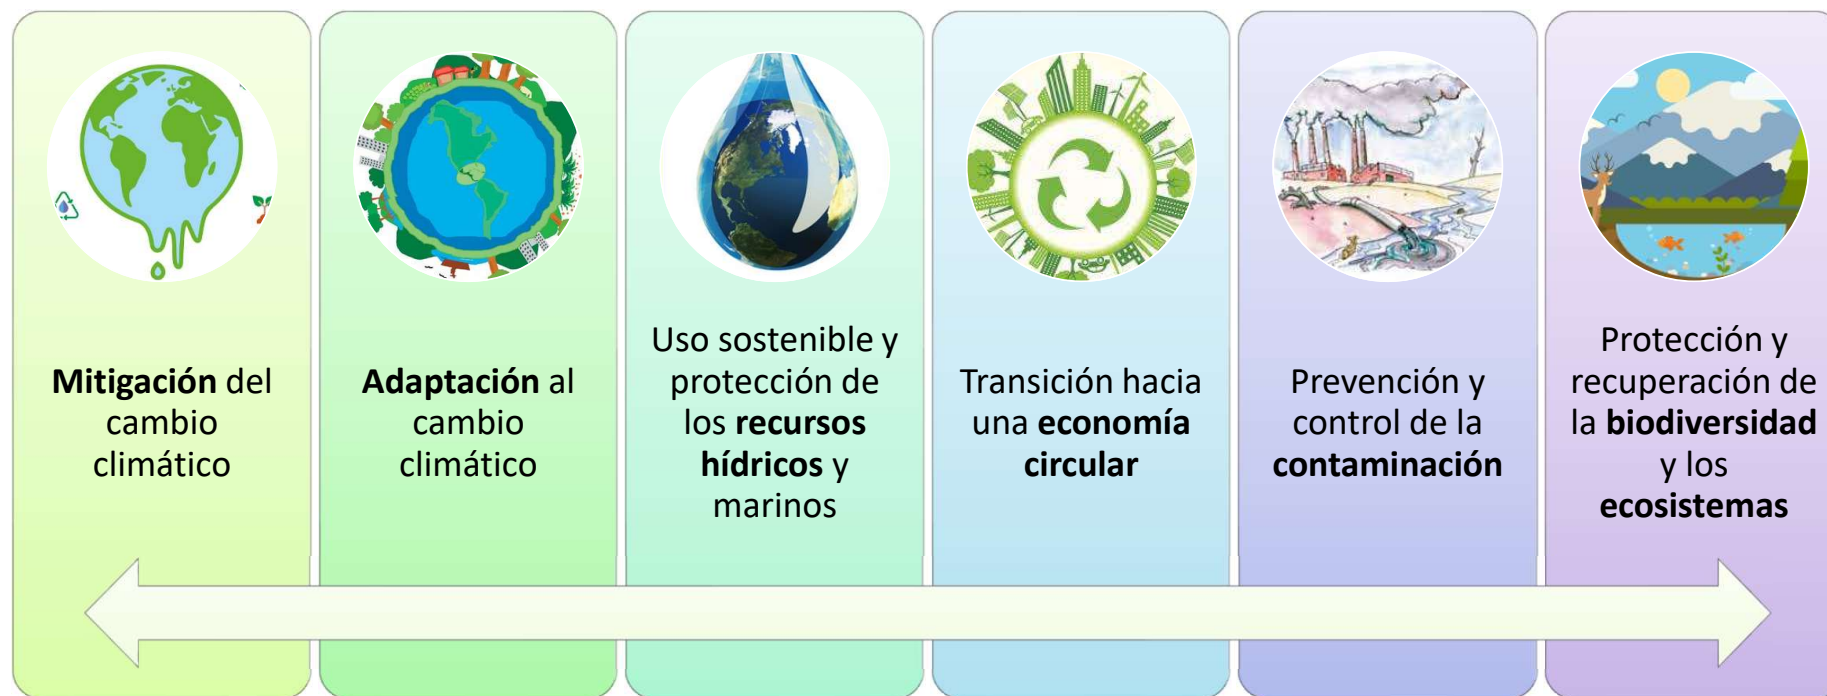 Mitigación del
cambio
climático
Adaptación al
cambio
climático
Uso sostenible y
protección de
los recursos
hídricos y
marinos
Transición hacia
una economía
circular
Prevención y
control de la
contaminación
Protección y
recuperación de
la biodiversidad
y los
ecosistemas